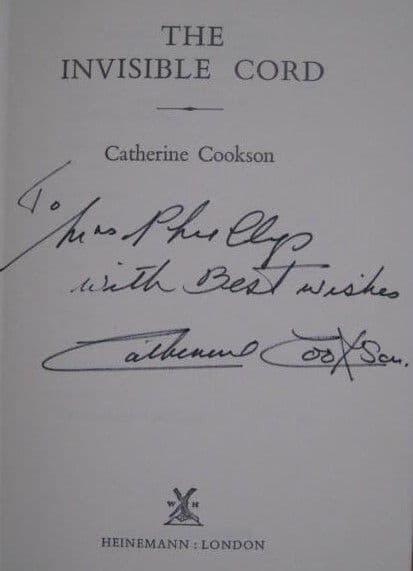 THE
INVISIBLE CORD
Catherine Cookson
To
Mrs Phillips
with Best wishes
Catherine Cookson.
W H
HEINEMANN : LONDON